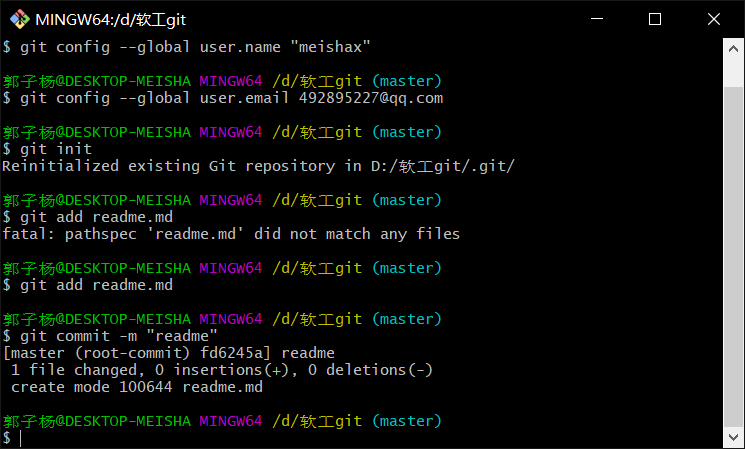 MINGW64:/d/软工git
$ git config --global user.name "meishax"
郭子杨@DESKTOP-MEISHA MINGW64 /d/软工git (master)
$ git config --global user.email 492895227@qq.com
郭子杨@DESKTOP-MEISHA MINGW64 /d/软工git (master)
$ git init
Reinitialized existing Git repository in D:/软工git/.git/
郭子杨@DESKTOP-MEISHA MINGW64 /d/软工git (master)
$ git add readme.md
fatal: pathspec 'readme.md' did not match any files
郭子杨@DESKTOP-MEISHA MINGW64 /d/软工git (master)
$ git add readme.md
郭子杨@DESKTOP-MEISHA MINGW64 /d/软工git (master)
$ git commit -m "readme"
[master (root-commit) fd6245a] readme
 1 file changed, 0 insertions(+), 0 deletions(-)
 create mode 100644 readme.md
郭子杨@DESKTOP-MEISHA MINGW64 /d/软工git (master)
$